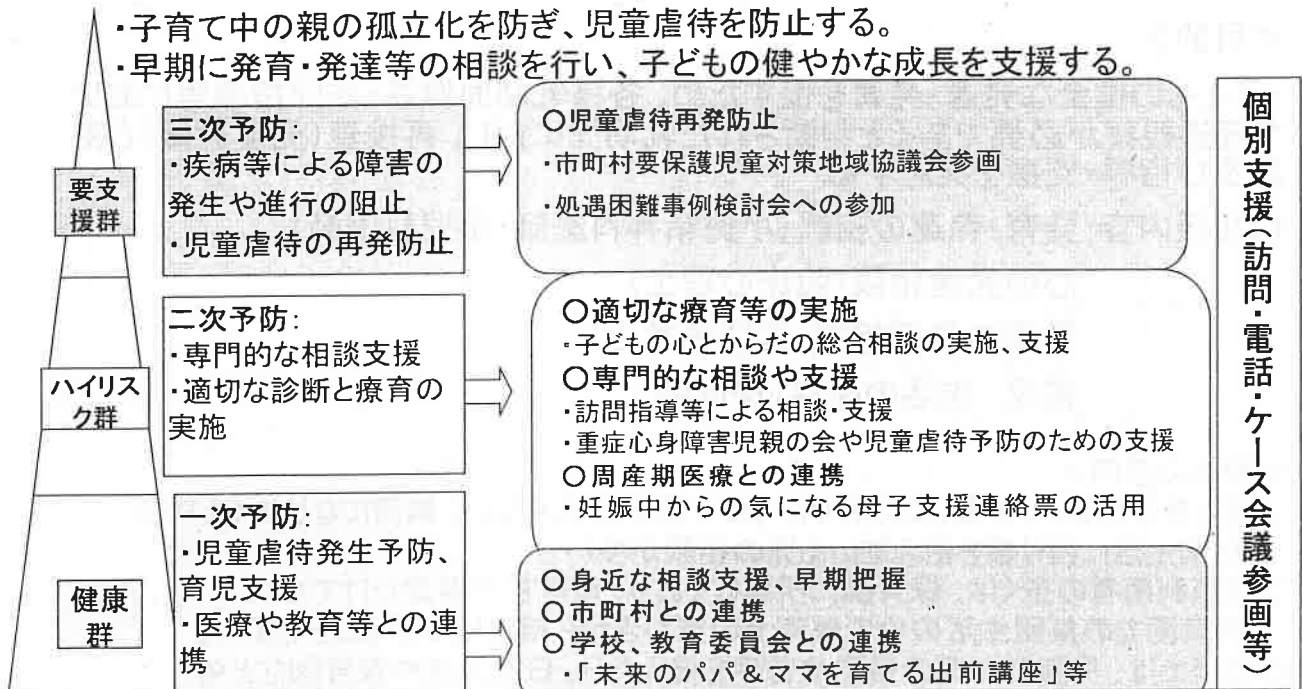 ・子育て中の親の孤立化を防ぎ、児童虐待を防止する。
・早期に発育・発達等の相談を行い、子どもの健やかな成長を支援する。
要支
援群
三次予防:
・疾病等による障害の
発生や進行の阻止
・児童虐待の再発防止
○児童虐待再発防止
・市町村要保護児童対策地域協議会参画
・処遇困難事例検討会への参加
ハイリス
ク群
二次予防:
・専門的な相談支援
・適切な診断と療育の
実施
○適切な療育等の実施
・子どもの心とからだの総合相談の実施、支援
○専門的な相談や支援
・訪問指導等による相談・支援
・重症心身障害児親の会や児童虐待予防のための支援
○周産期医療との連携
・妊娠中からの気になる母子支援連絡票の活用
健康
群
一次予防:
・児童虐待発生予防、
育児支援
・医療や教育等との連
携
○身近な相談支援、早期把握
○市町村との連携
○学校、教育委員会との連携
・「未来のパパ＆ママを育てる出前講座」等
個別支援(訪問・電話・ケース会議参画等)